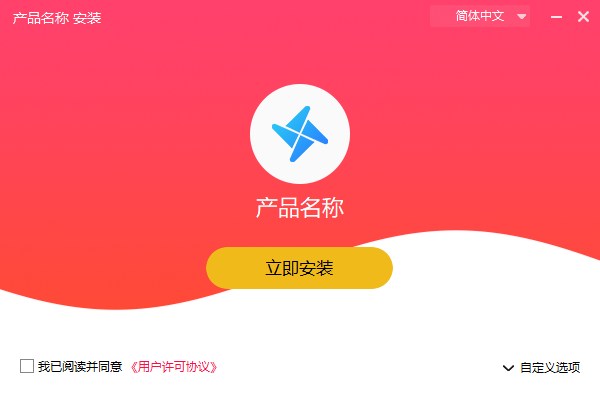 产品名称 安装
简体中文
产品名称
立即安装
我已阅读并同意 《用户许可协议》
自定义选项